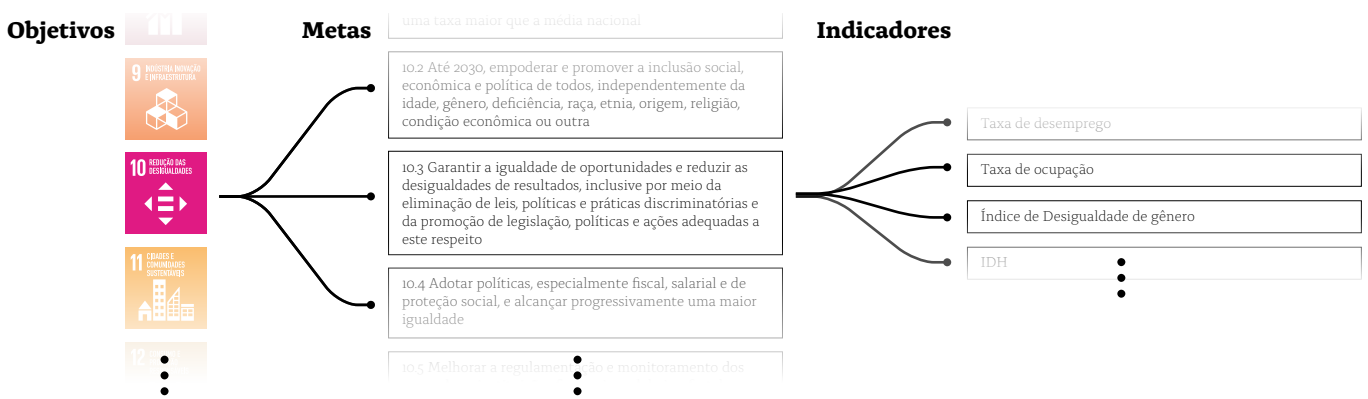 Objetivos
Metas
Indicadores
uma taxa maior que a média nacional
9 INDÚSTRIA INOVAÇÃO
E INFRAESTRUTURA
10 REDUÇÃO DAS
DESIGUALDADES
11 CIDADES E
COMUNIDADES
SUSTENTÁVEIS
12
10.2 Até 2030, empoderar e promover a inclusão social,
econômica e política de todos, independentemente da
idade, gênero, deficiência, raça, etnia, origem, religião,
condição econômica ou outra
10.3 Garantir a igualdade de oportunidades e reduzir as
desigualdades de resultados, inclusive por meio da
eliminação de leis, políticas e práticas discriminatórias e
da promoção de legislação, políticas e ações adequadas a
este respeito
10.4 Adotar políticas, especialmente fiscal, salarial e de
proteção social, e alcançar progressivamente uma maior
igualdade
10.5 Melhorar a regulamentação e monitoramento dos
Taxa de desemprego
Taxa de ocupação
Índice de Desigualdade de gênero
IDH